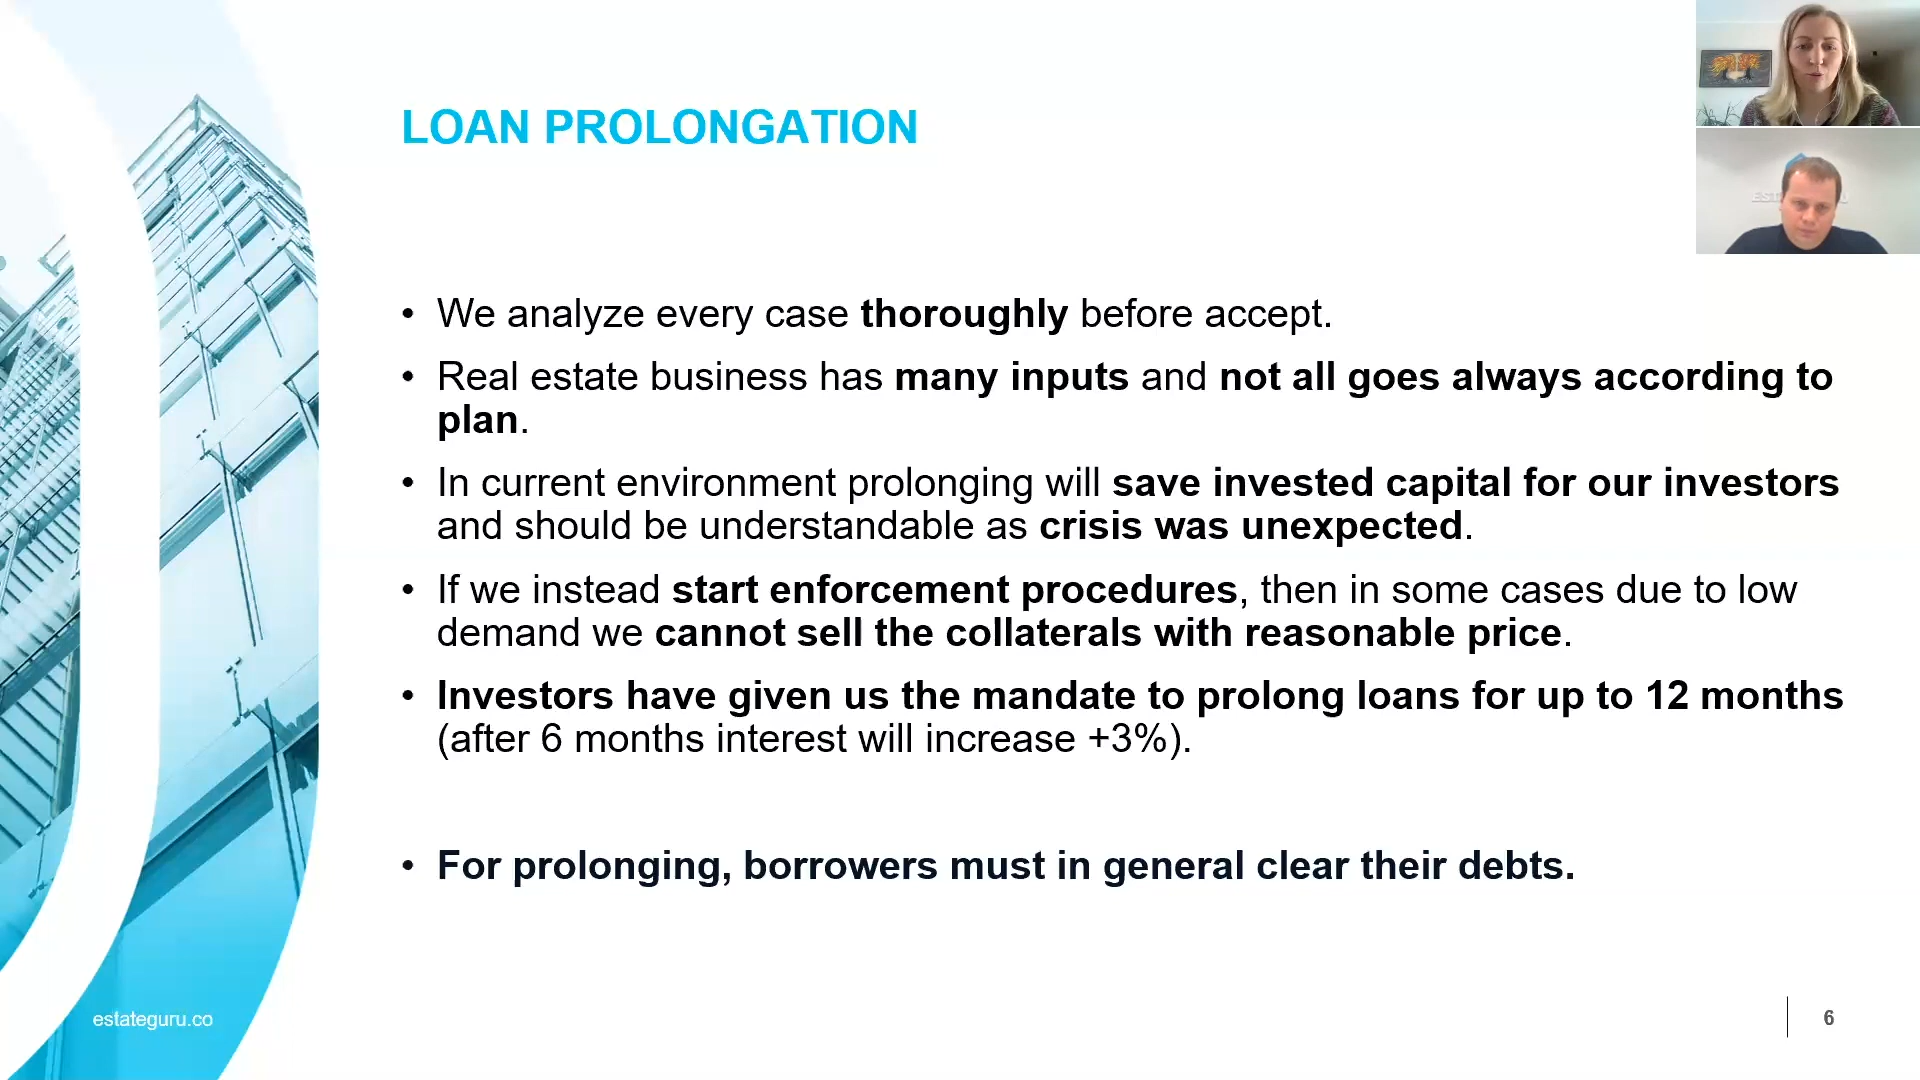 LOAN PROLONGATION
• We analyze every case thoroughly before accept.
• Real estate business has many inputs and not all goes always according to
plan.
• In current environment prolonging will save invested capital for our investors
and should be understandable as crisis was unexpected.
• If we instead start enforcement procedures, then in some cases due to low
demand we cannot sell the collaterals with reasonable price.
• Investors have given us the mandate to prolong loans for up to 12 months
(after 6 months interest will increase +3%).
• For prolonging, borrowers must in general clear their debts.
estateguru.co
6